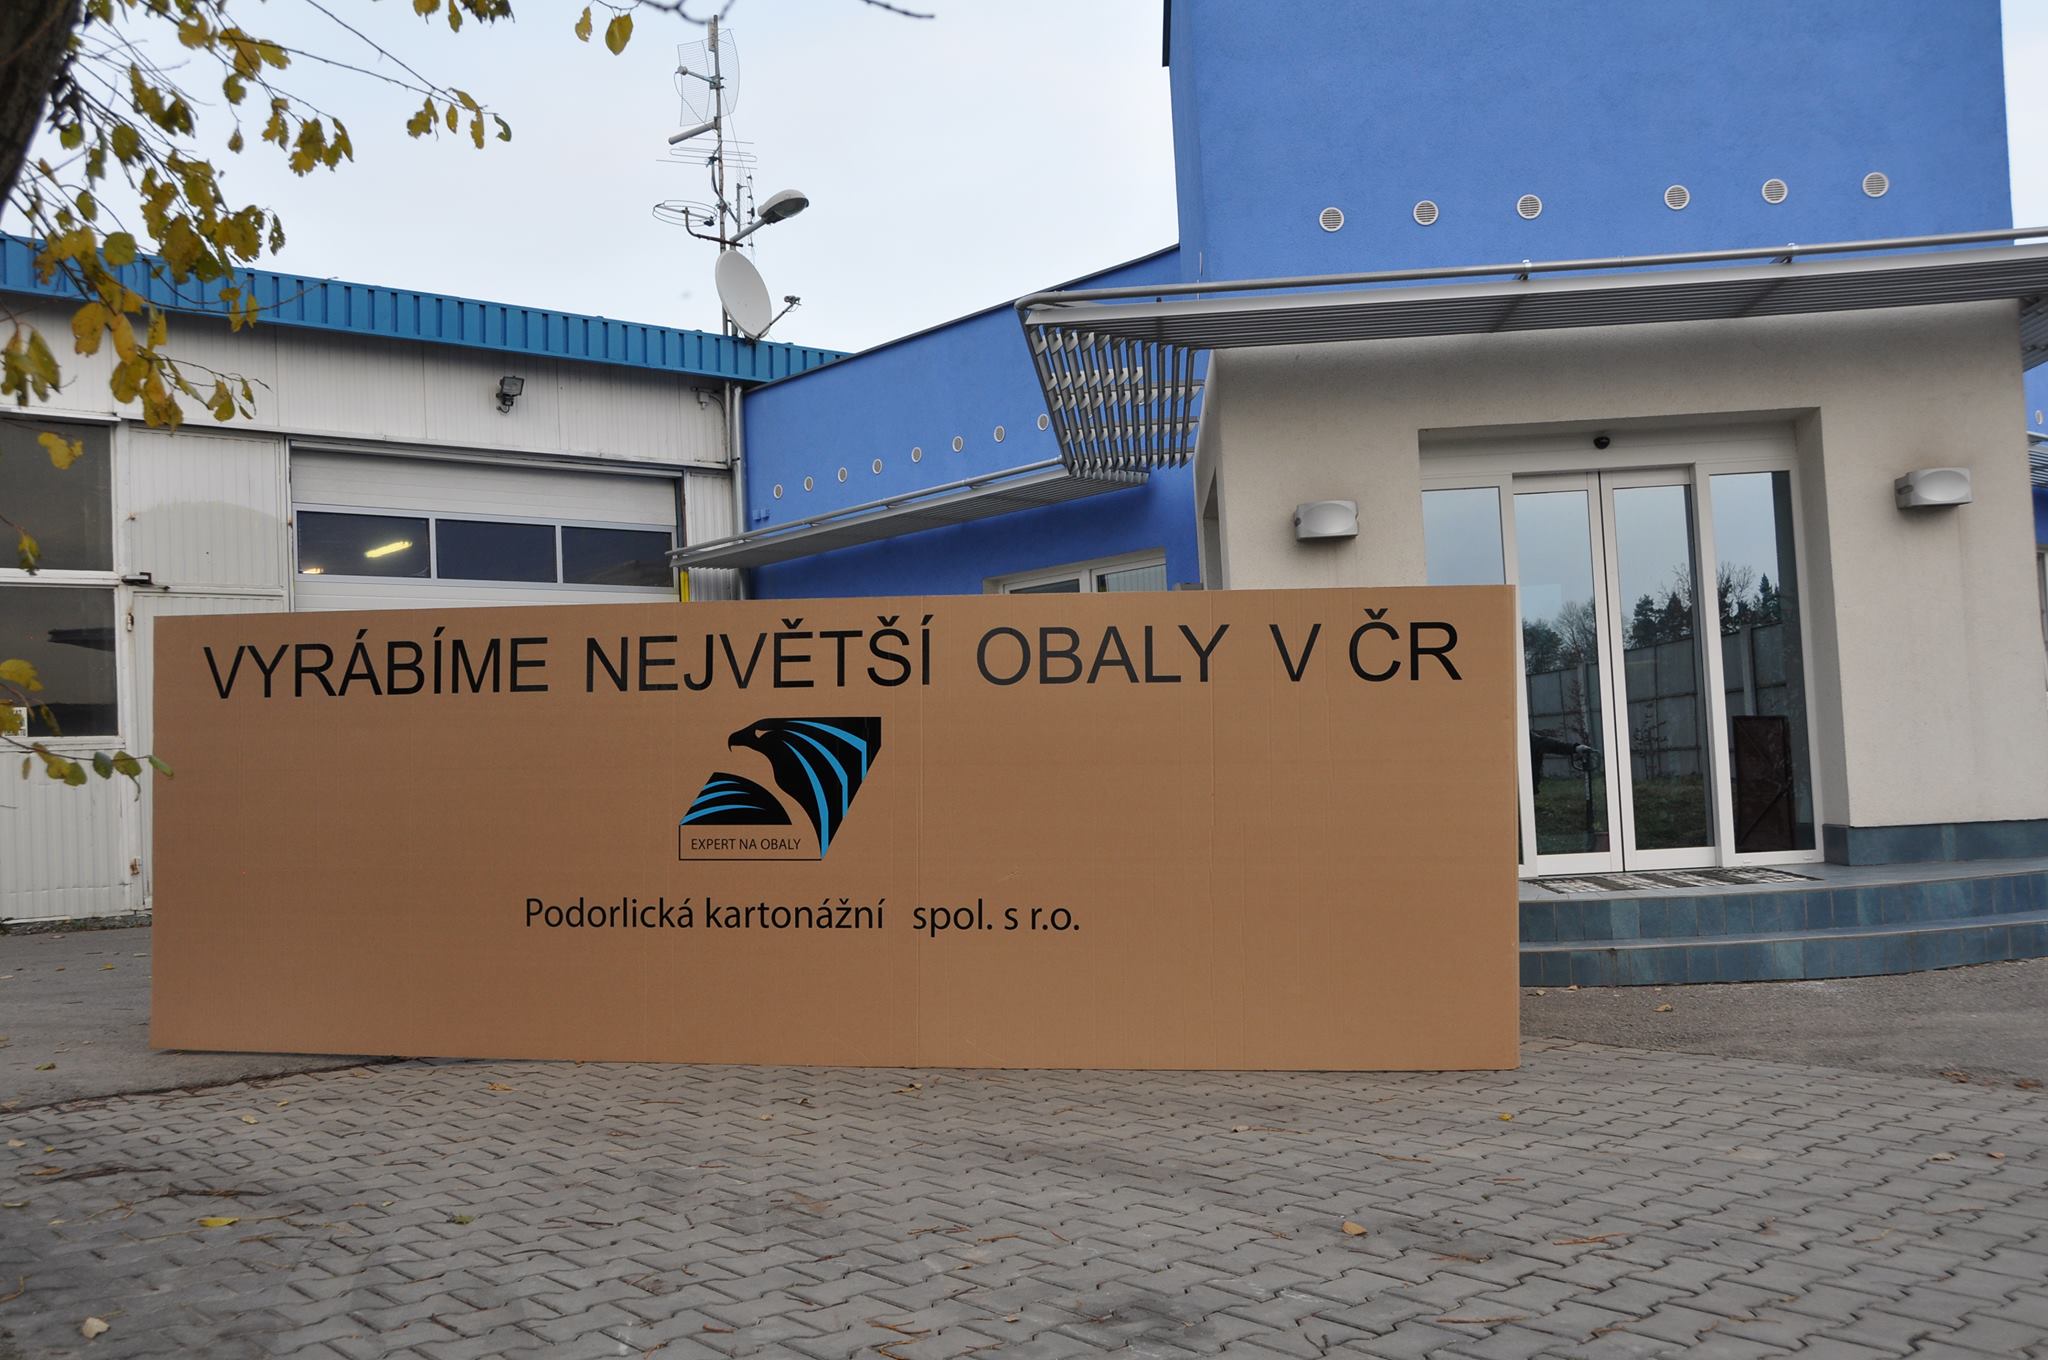 VYRÁBÍME NEJVĚTŠÍ OBALY V ČR
EXPERT NA OBALY
Podorlická kartonážní spol. s r.o.